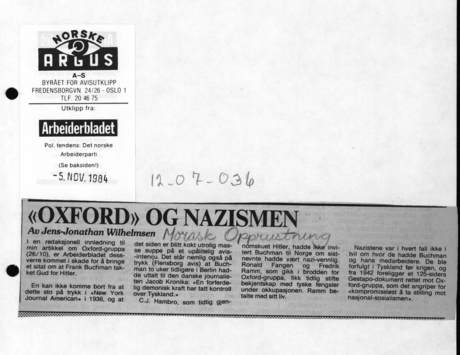 NORSKE
ARGUS
A-S
BYRÅET FOR AVISUTKLIPP
FREDENSBORGVN. 24/26 - OSLO 1
TLF. 20 46 75
Utklipp fra:
Arbeiderbladet
Pol. tendens: Det norske
Arbeiderparti
(Se baksiden!)
-5. NOV. 1984
12-07-036
«OXFORD» OG NAZISMEN
Av Jens-Jonathan Wilhelmsen
Moralsk Opprustning
I en redaksjonell innledning til
min artikkel om Oxford-gruppa
(26/10), er Arbeiderbladet dess-
verre kommet i skade for å bringe
et sitat om at Frank Buchman tak-
ket Gud for Hitler.
En kan ikke komme bort fra at
dette sto på trykk i «New York
Journal American» i 1936, og at
det siden er blitt kokt utrolig mas-
se suppe på et upålitelig avis-
intervju. Det står nemlig også på
trykk (Flensborg avis) at Buch-
man to uker tidligere i Berlin had-
de uttalt til den danske journalis-
ten Jacob Kronika: «En forferde-
lig demonisk kraft har tatt kontroll
over Tyskland.»
C.J. Hambro, som tidlig gjen-
nomskuet Hitler, hadde ikke invi-
tert Buchman til Norge om sist-
nevnte hadde vært nazi-vennlig.
Ronald Fangen og Fredrik
Ramm, som gikk i brodden for
Oxford-gruppa, fikk tidlig stifte
bekjentskap med tyske fengsler
under okkupasjonen. Ramm be-
talte med sitt liv.
Nazistene var i hvert fall ikke i
tvil om hvor de hadde Buchman
og hans medarbeidere. De ble
forfulgt i Tyskland før krigen, og
fra 1942 foreligger et 125-siders
Gestapo-dokument rettet mot Ox-
ford-gruppa, som det angriper for
«kompromissløst å ta stilling mot
nasjonal-sosialismen».